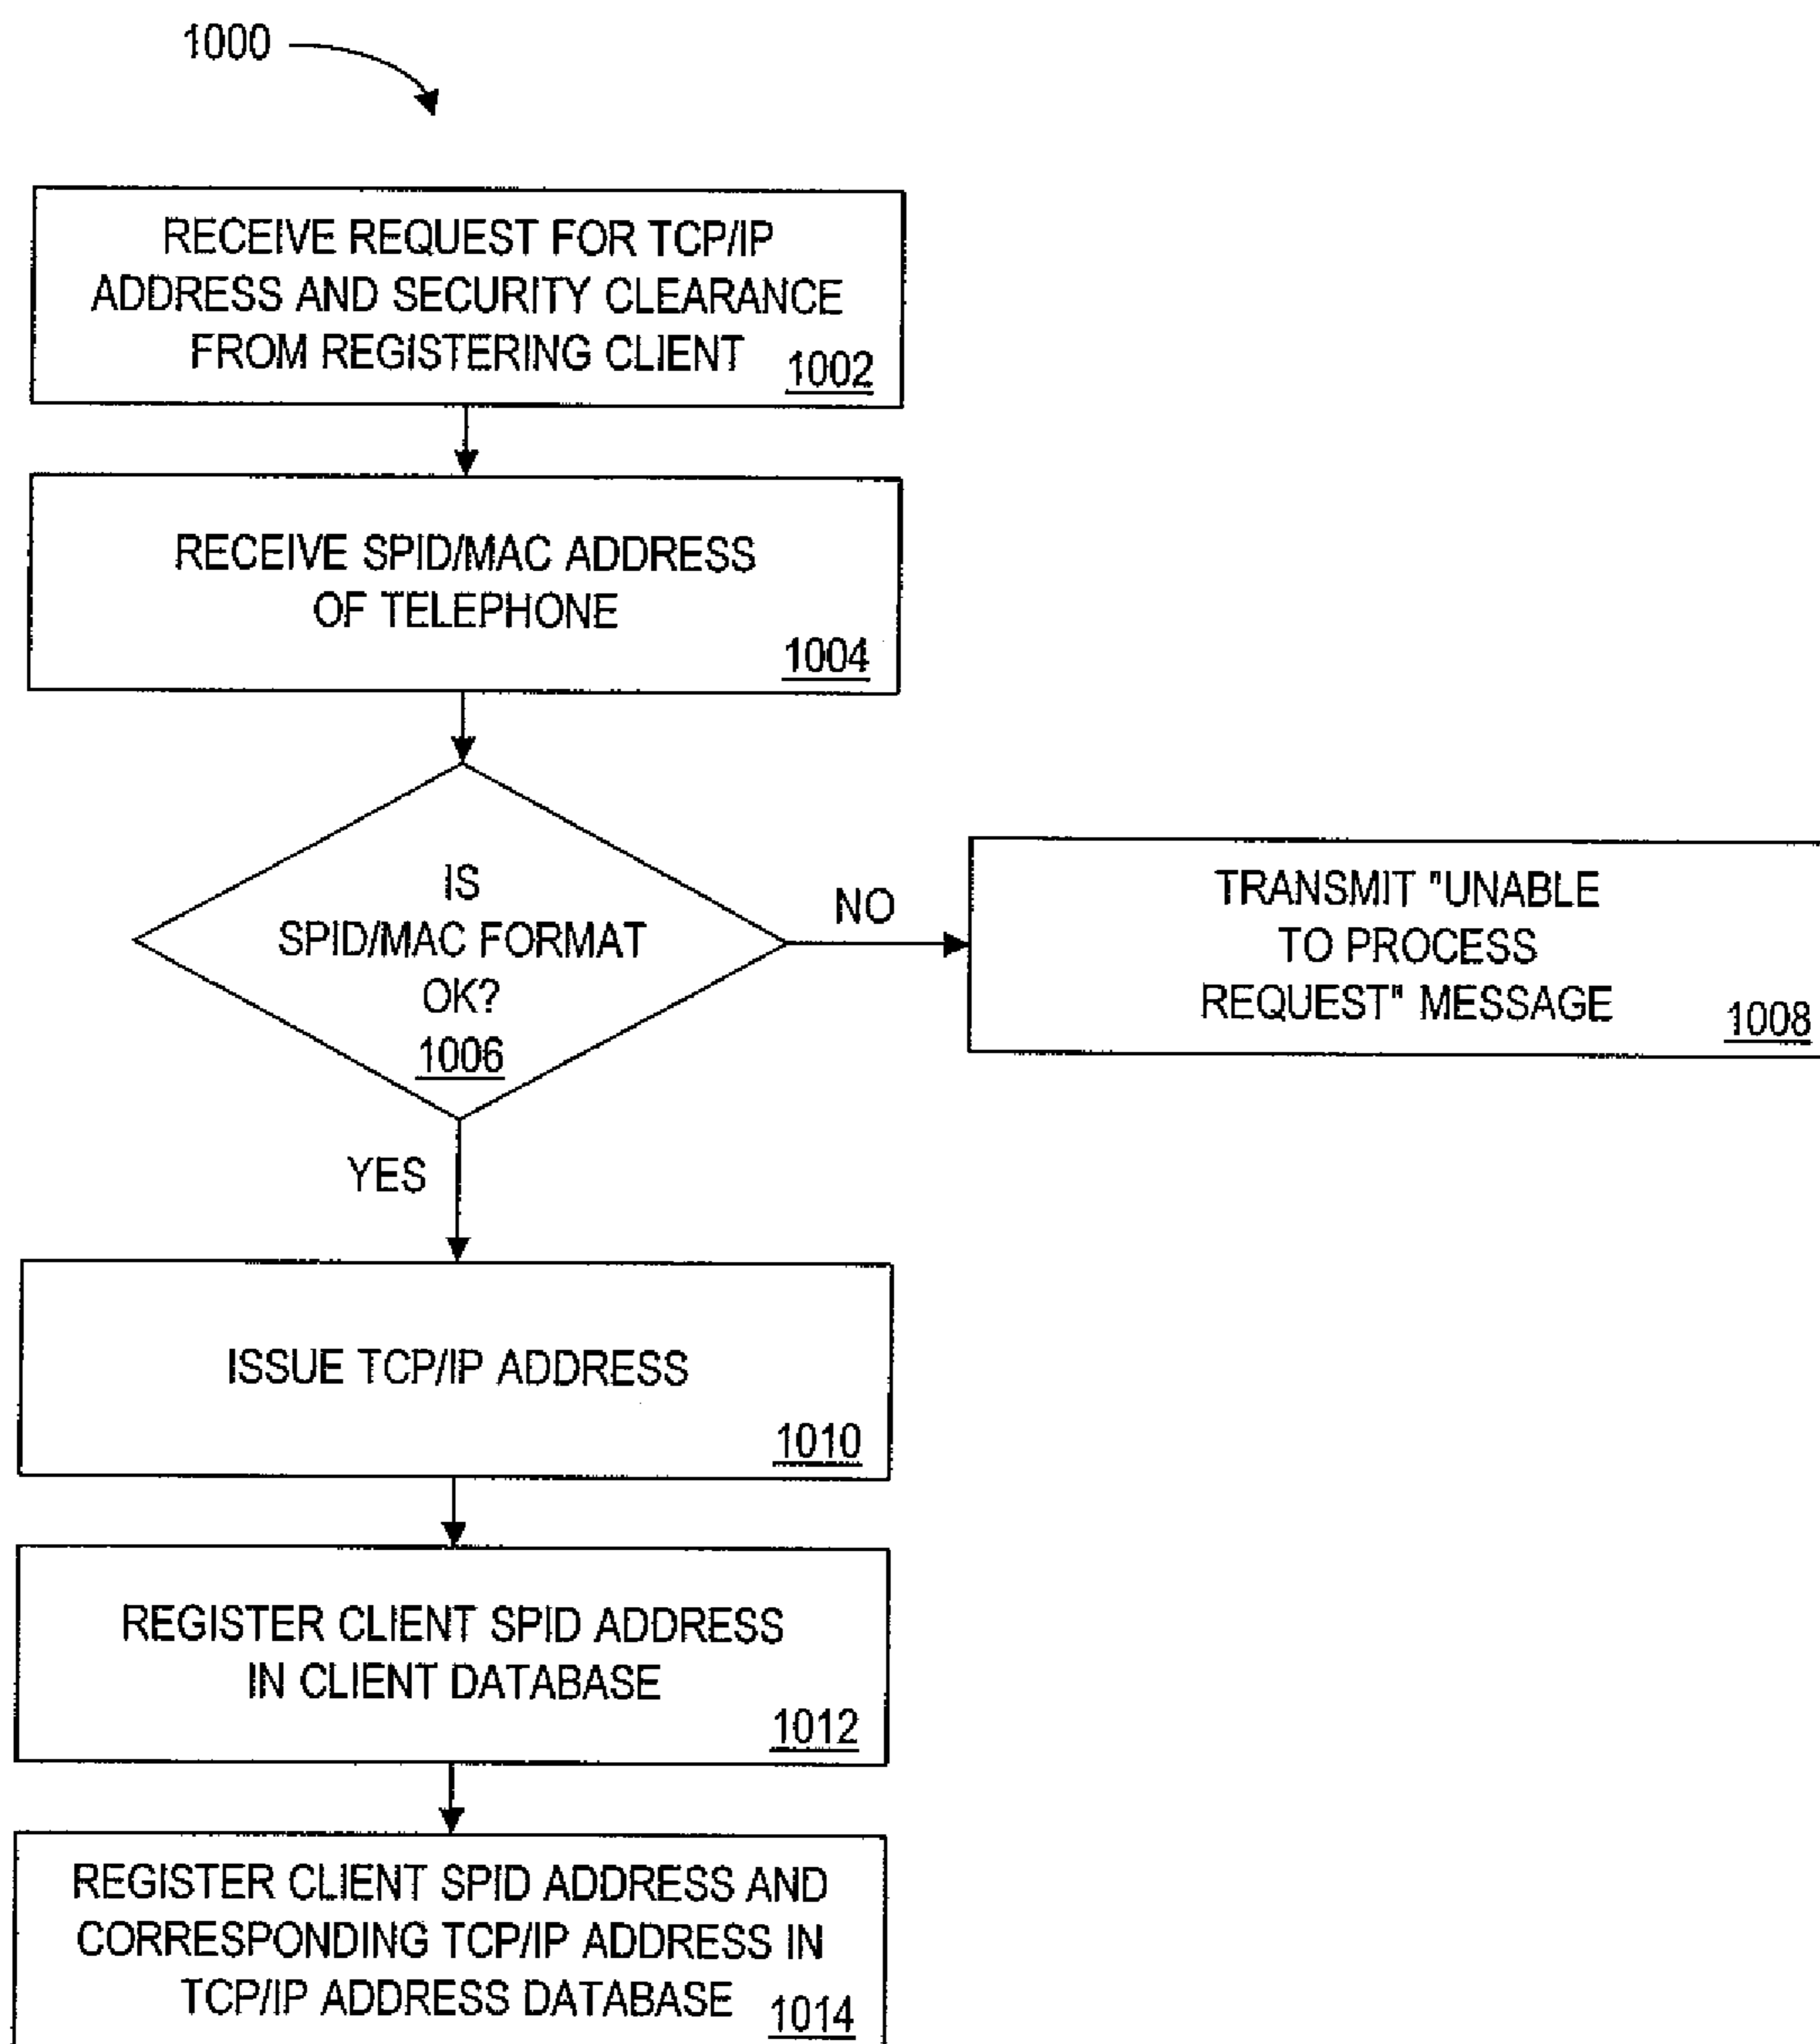 1000
RECEIVE REQUEST FOR TCP/IP
ADDRESS AND SECURITY CLEARANCE
FROM REGISTERING CLIENT
1002
RECEIVE SPID/MAC ADDRESS
OF TELEPHONE
1004
IS
SPID/MAC FORMAT
OK?
1006
NO
TRANSMIT "UNABLE
TO PROCESS
REQUEST" MESSAGE
1008
YES
ISSUE TCP/IP ADDRESS
1010
REGISTER CLIENT SPID ADDRESS
IN CLIENT DATABASE
1012
REGISTER CLIENT SPID ADDRESS AND
CORRESPONDING TCP/IP ADDRESS IN
TCP/IP ADDRESS DATABASE
1014